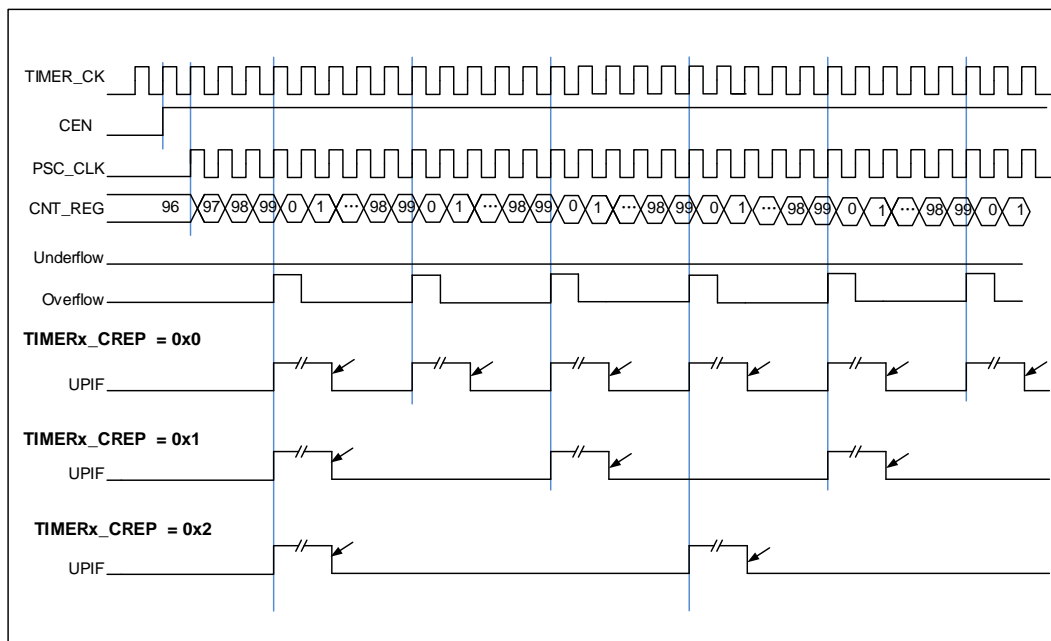 TIMER_CK
CEN
PSC_CLK
CNT_REG 96 97 98 99 0 1 ... 98 99 0 1 ... 98 99 0 1 ... 98 99 0 1 ... 98 99 0 1 ... 98 99 0 1
Underflow
Overflow
TIMERx_CREP = 0x0
UPIF
TIMERx_CREP = 0x1
UPIF
TIMERx_CREP = 0x2
UPIF